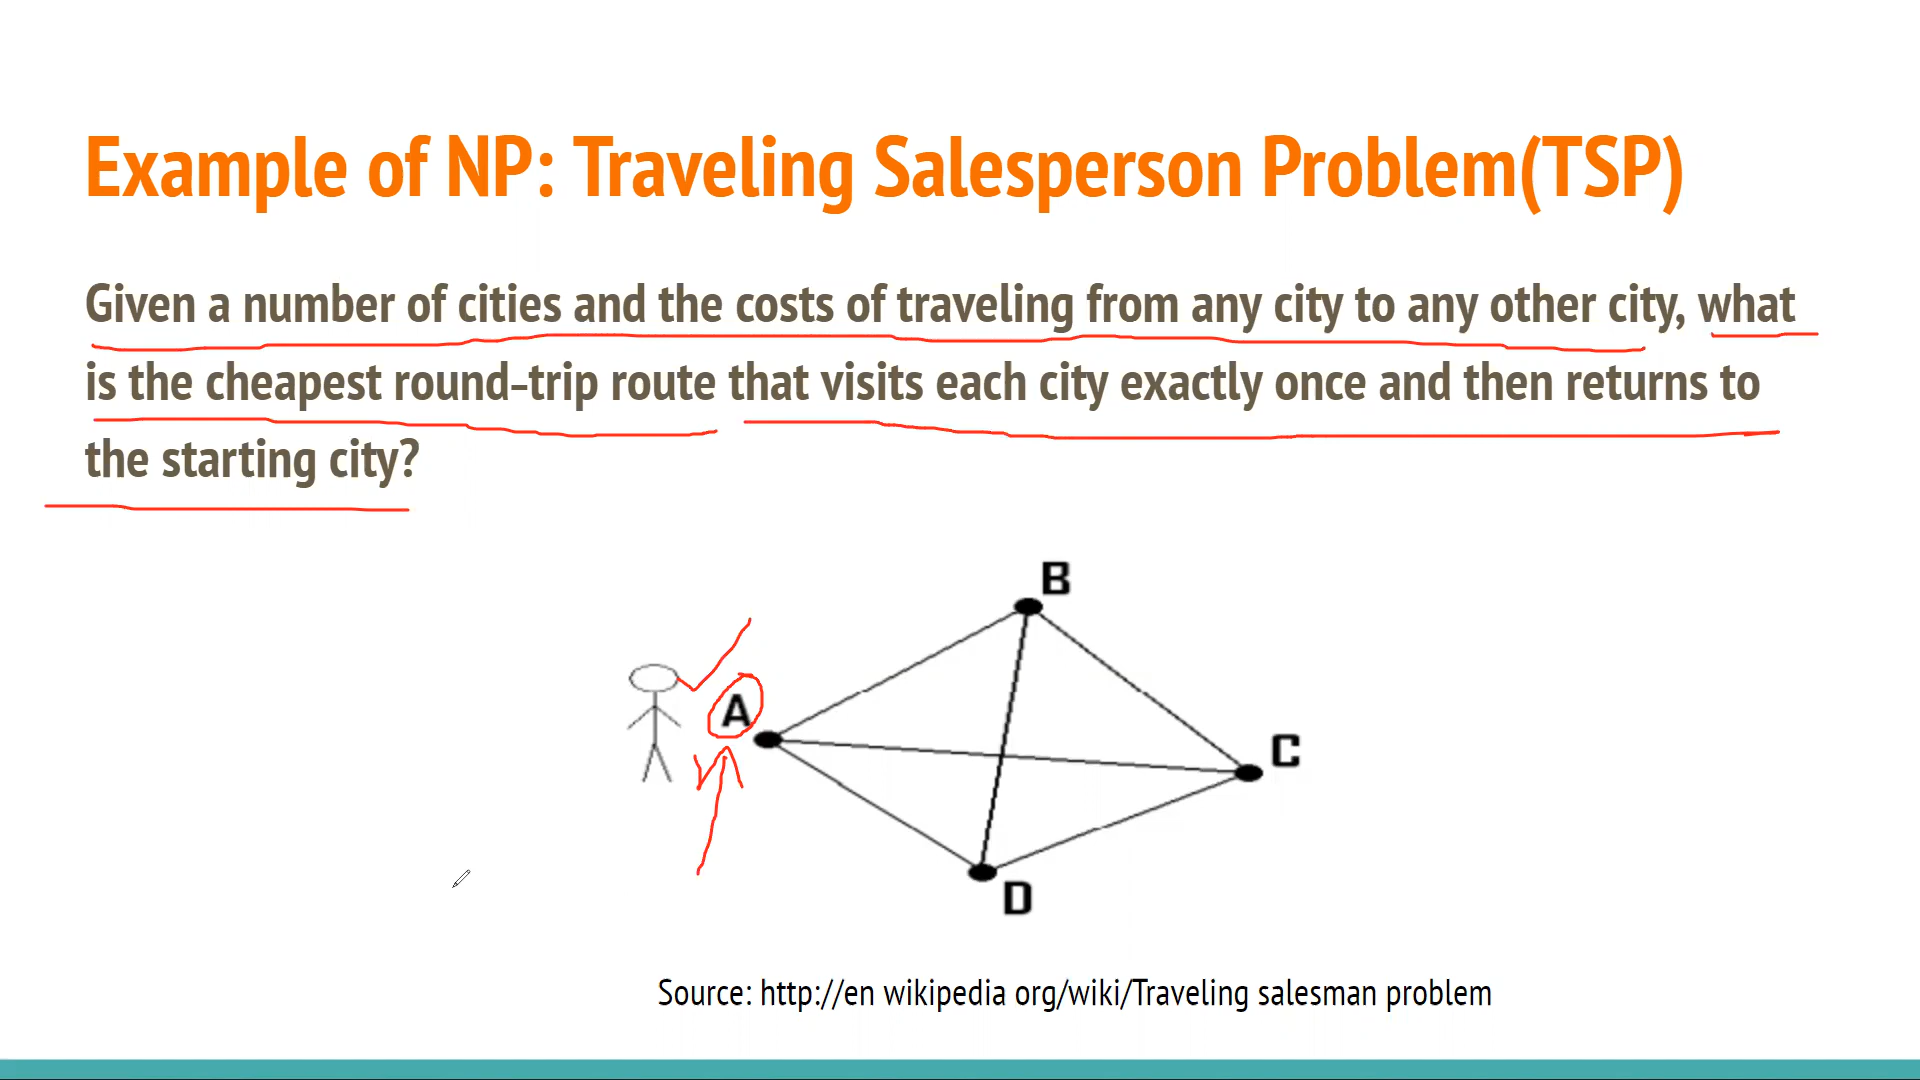 Example of NP: Traveling Salesperson Problem(TSP)
Given a number of cities and the costs of traveling from any city to any other city, what
is the cheapest round-trip route that visits each city exactly once and then returns to
the starting city?
B
A
C
D
Source: http://en wikipedia org/wiki/Traveling salesman problem